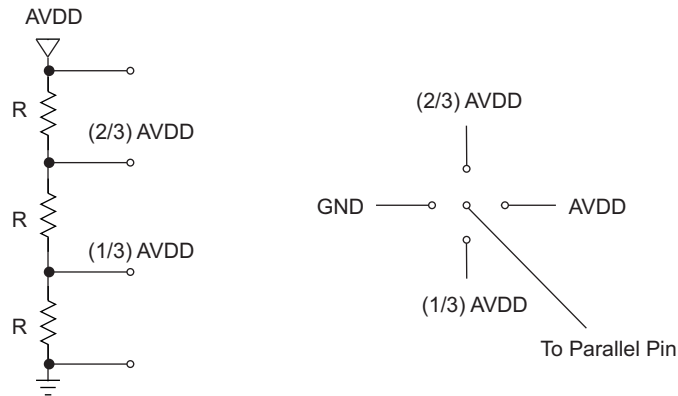 AVDD
R
(2/3) AVDD
R
(1/3) AVDD
R
(2/3) AVDD
GND
AVDD
(1/3) AVDD
To Parallel Pin